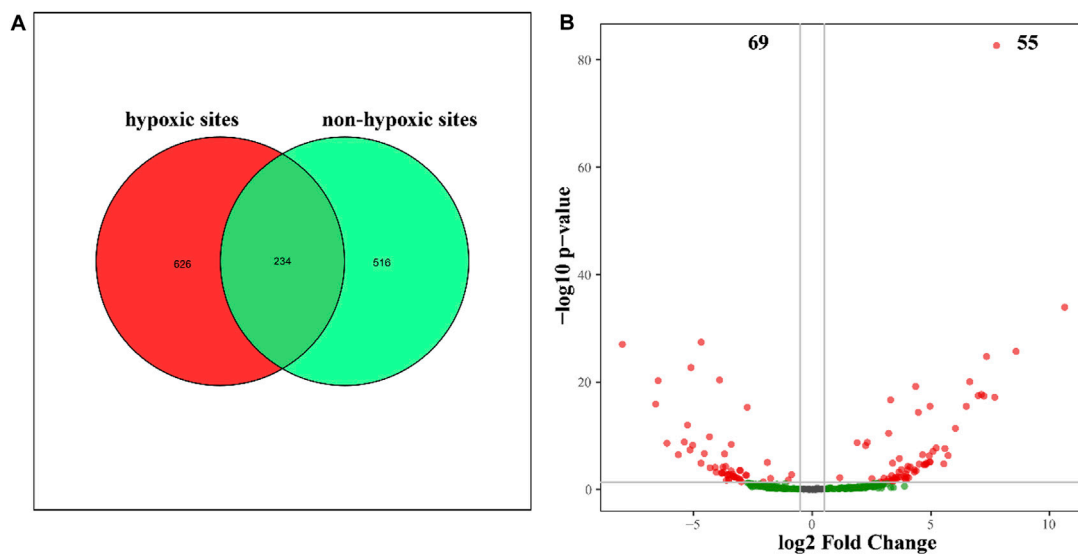 A
hypoxic sites
non-hypoxic sites
626
234
516
B
69
55
80
60
40
20
0
−log10 p−value
−5
0
5
10
log2 Fold Change